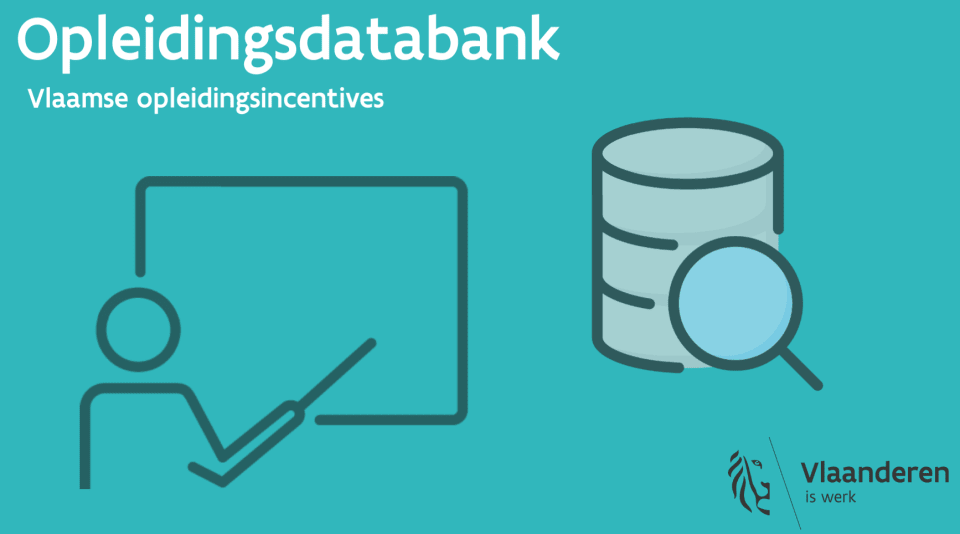 Opleidingsdatabank
Vlaamse opleidingsincentives
Vlaanderen
is werk